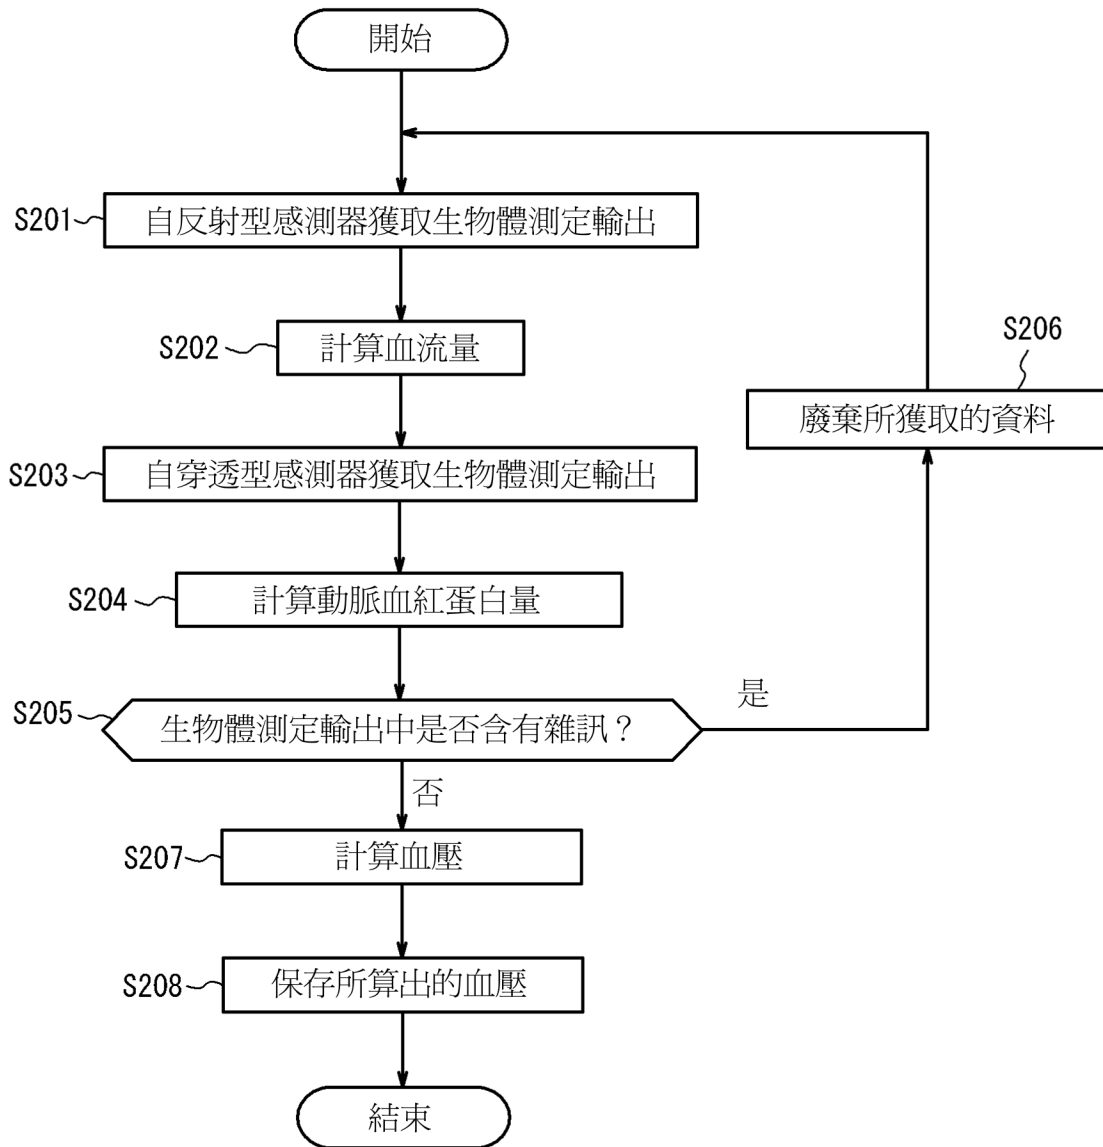 開始
S201
自反射型感測器獲取生物體測定輸出
S202
計算血流量
S206
廢棄所獲取的資料
S203
自穿透型感測器獲取生物體測定輸出
S204
計算動脈血紅蛋白量
S205
生物體測定輸出中是否含有雜訊？
是
否
S207
計算血壓
S208
保存所算出的血壓
結束